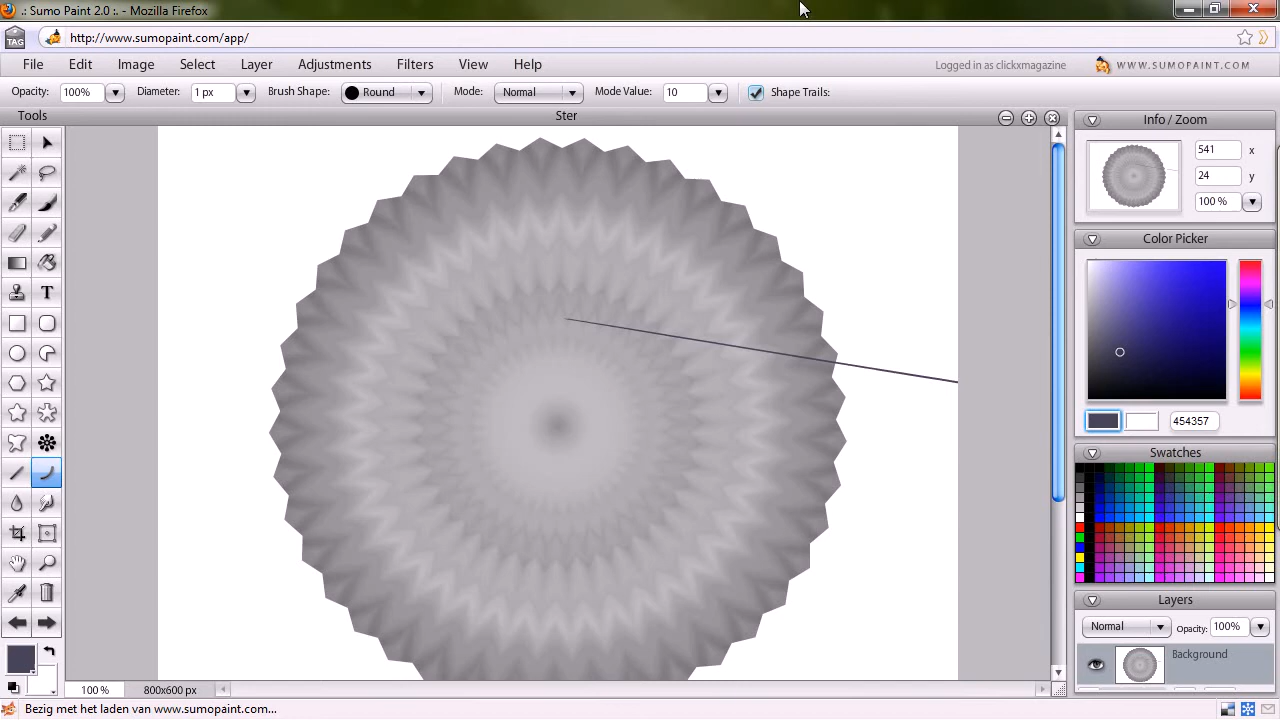 .: Sumo Paint 2.0 :. - Mozilla Firefox
TAG
http://www.sumopaint.com/app/
File Edit Image Select Layer Adjustments Filters View Help
Logged in as clickxmagazine
WWW.SUMOPAINT.COM
Opacity: 100% Diameter: 1 px Brush Shape: Round Mode: Normal Mode Value: 10 Shape Trails:
Tools
Ster
Info / Zoom
541 x
24 y
100 %
Color Picker
454357
Swatches
Layers
Normal Opacity: 100%
Background
T
100 % 800x600 px
Bezig met het laden van www.sumopaint.com...